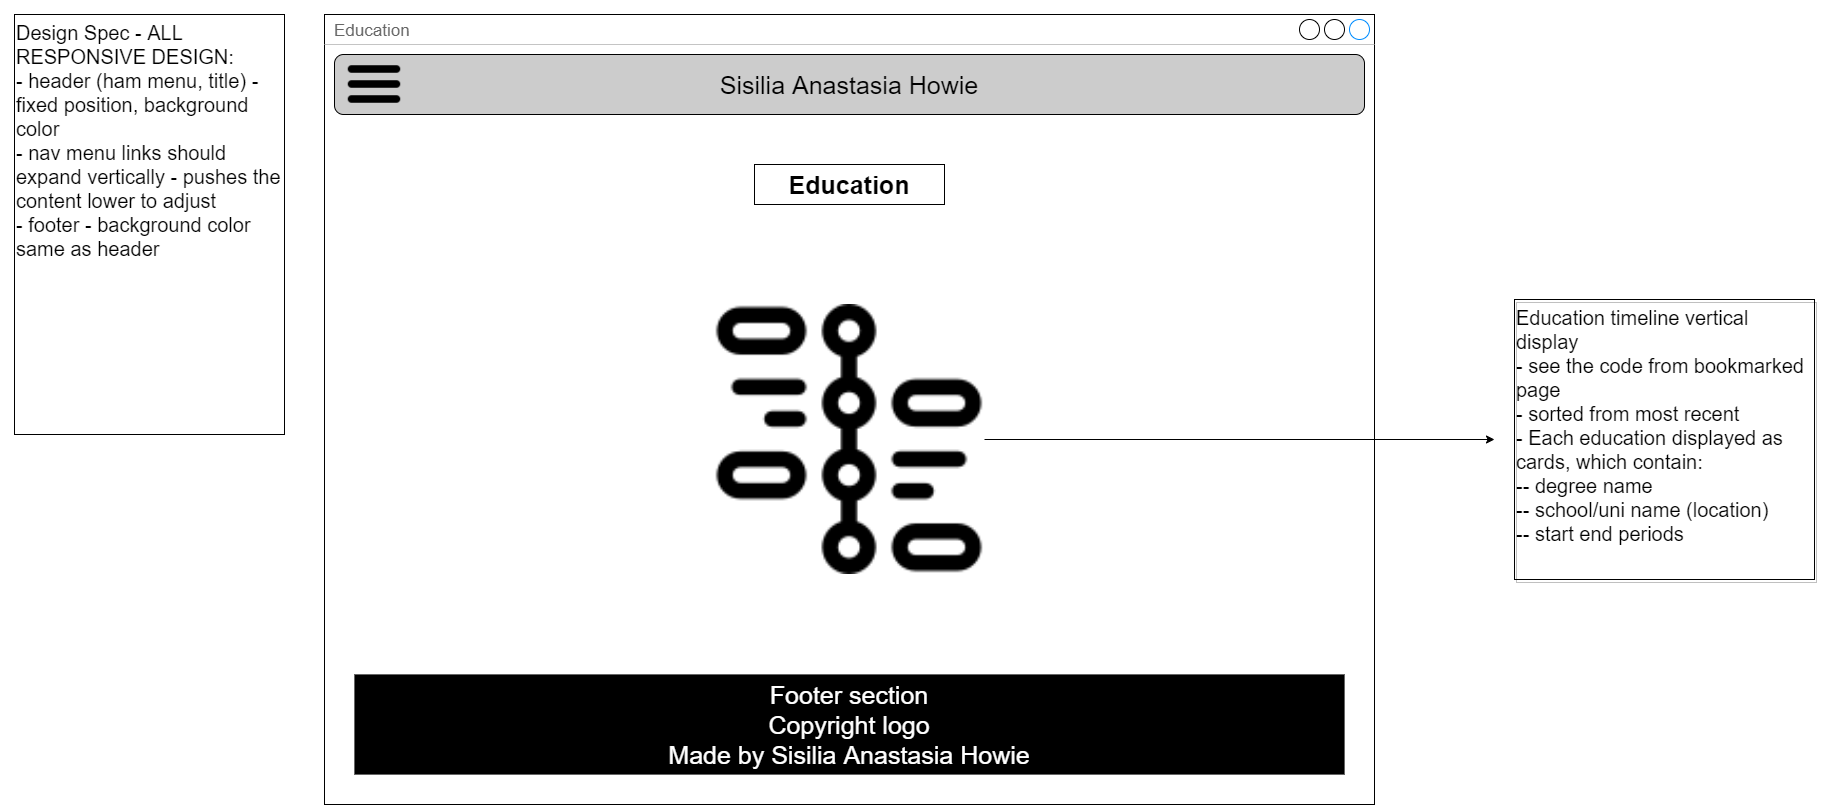 Design Spec - ALL
RESPONSIVE DESIGN:
- header (ham menu, title) -
fixed position, background
color
- nav menu links should
expand vertically - pushes the
content lower to adjust
- footer - background color
same as header
Education
Sisilia Anastasia Howie
Education
Education timeline vertical
display
- see the code from bookmarked
page
- sorted from most recent
- Each education displayed as
cards, which contain:
-- degree name
-- school/uni name (location)
-- start end periods
Footer section
Copyright logo
Made by Sisilia Anastasia Howie